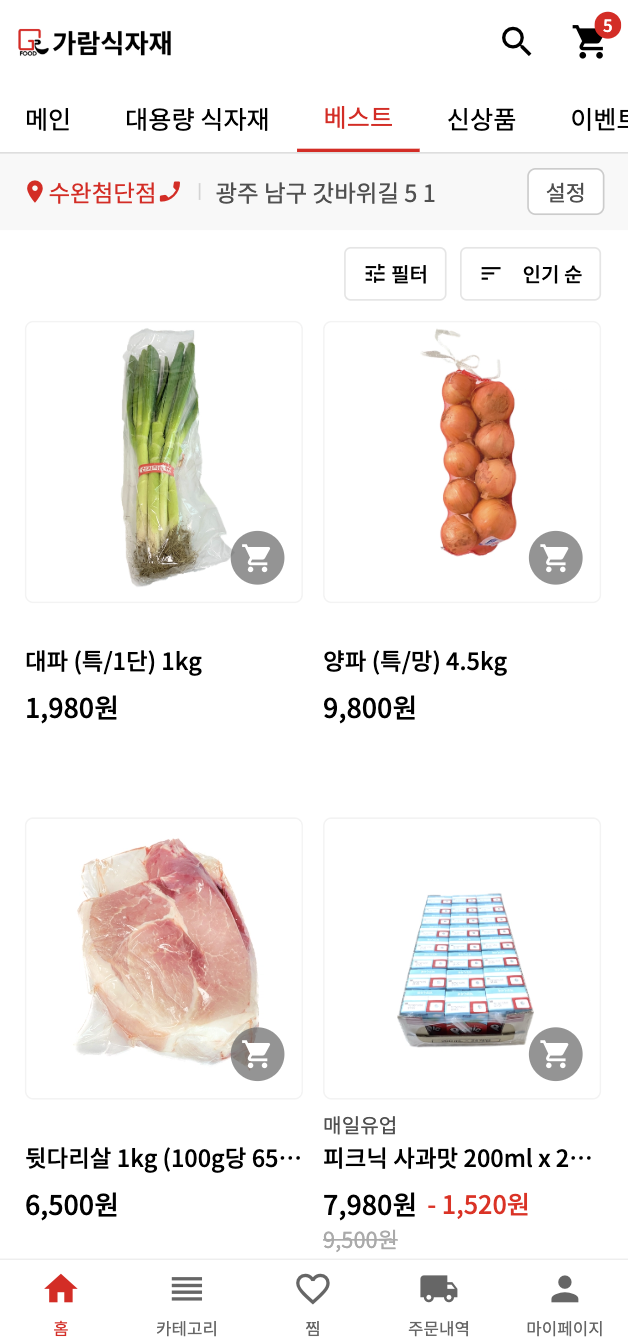 가람식자재
5
메인 대용량 식자재 베스트 신상품 이벤트
수완첨단점 광주 남구 갓바위길 5 1 설정
필터 인기 순
대파 (특/1단) 1kg
1,980원
양파 (특/망) 4.5kg
9,800원
뒷다리살 1kg (100g당 65…
6,500원
매일유업
피크닉 사과맛 200ml x 2…
7,980원 - 1,520원
9,500원
홈 카테고리 찜 주문내역 마이페이지